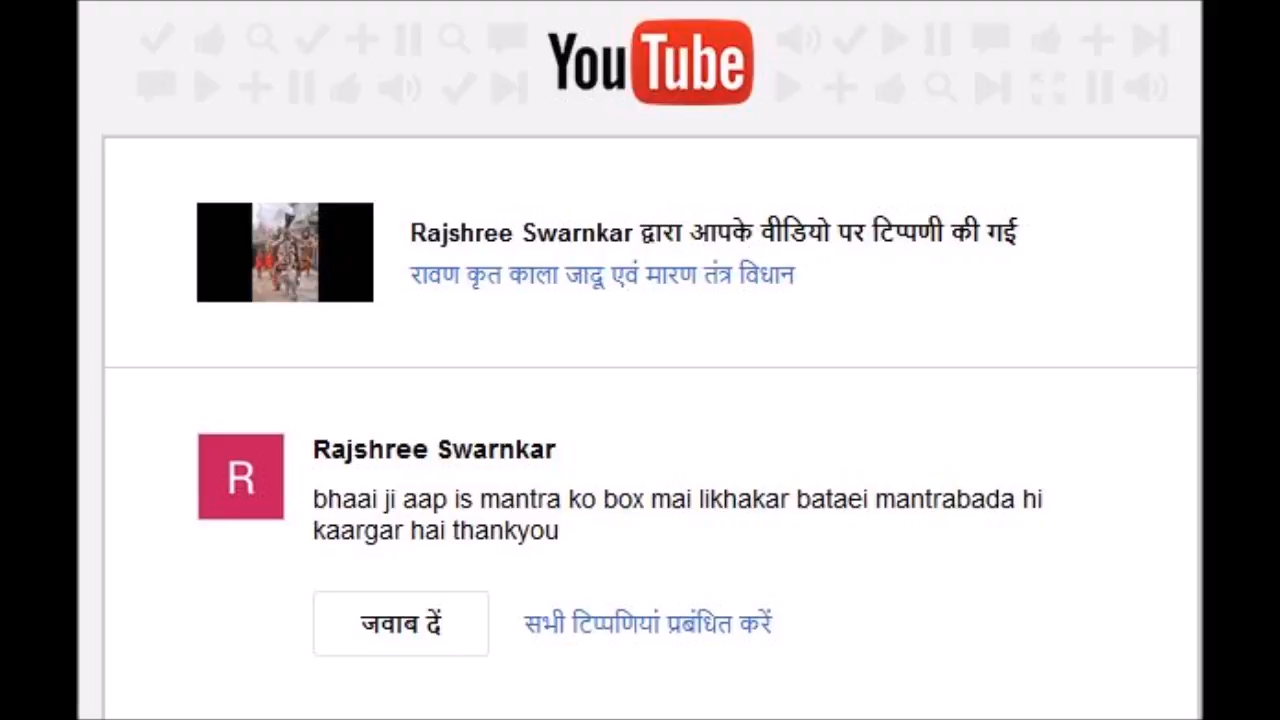 YouTube
Rajshree Swarnkar द्वारा आपके वीडियो पर टिप्पणी की गई
रावण कृत काला जादू एवं मारण तंत्र विधान
R
Rajshree Swarnkar
bhaai ji aap is mantra ko box mai likhakar bataei mantrabada hi
kaargar hai thankyou
जवाब दें
सभी टिप्पणियां प्रबंधित करें